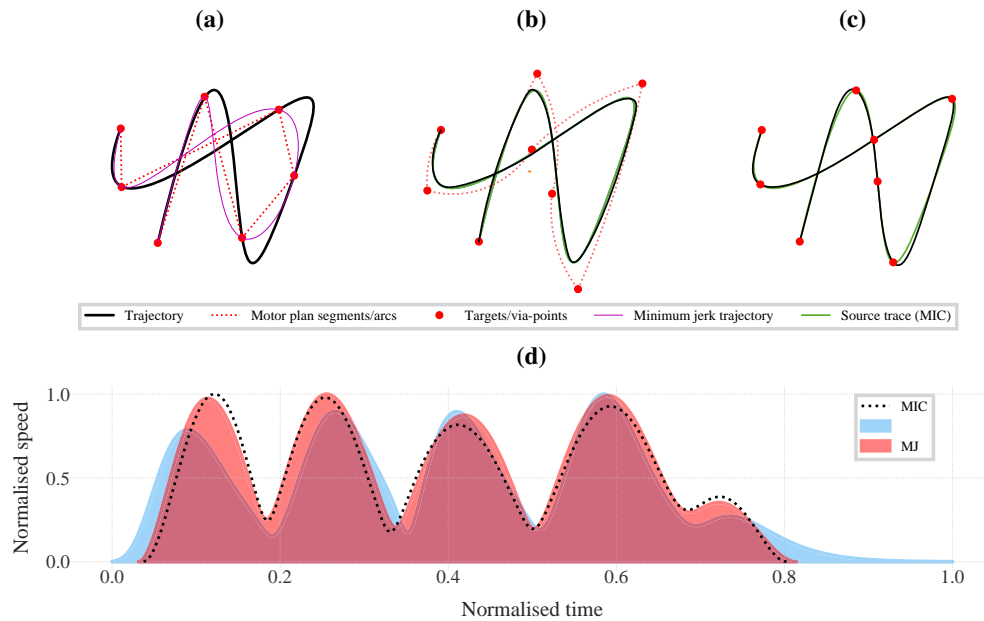 (a) (b) (c)
Trajectory Motor plan segments/arcs Targets/via-points Minimum jerk trajectory Source trace (MIC)
(d)
1.0
0.5
0.0
Normalised speed
MIC
MJ
0.0 0.2 0.4 0.6 0.8 1.0
Normalised time